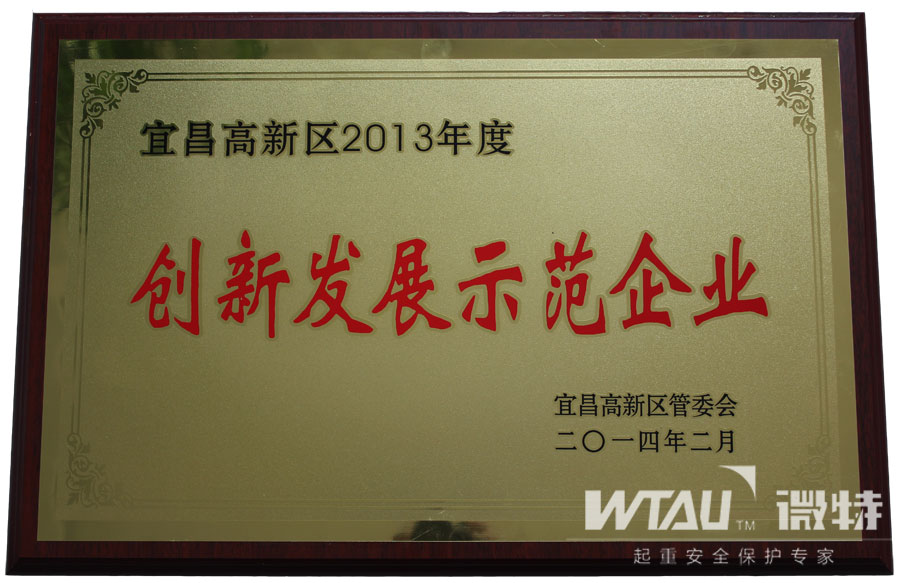 宜昌高新区2013年度
创新发展示范企业
宜昌高新区管委会
二〇一四年二月
WTAU™ 微特
起重安全保护专家